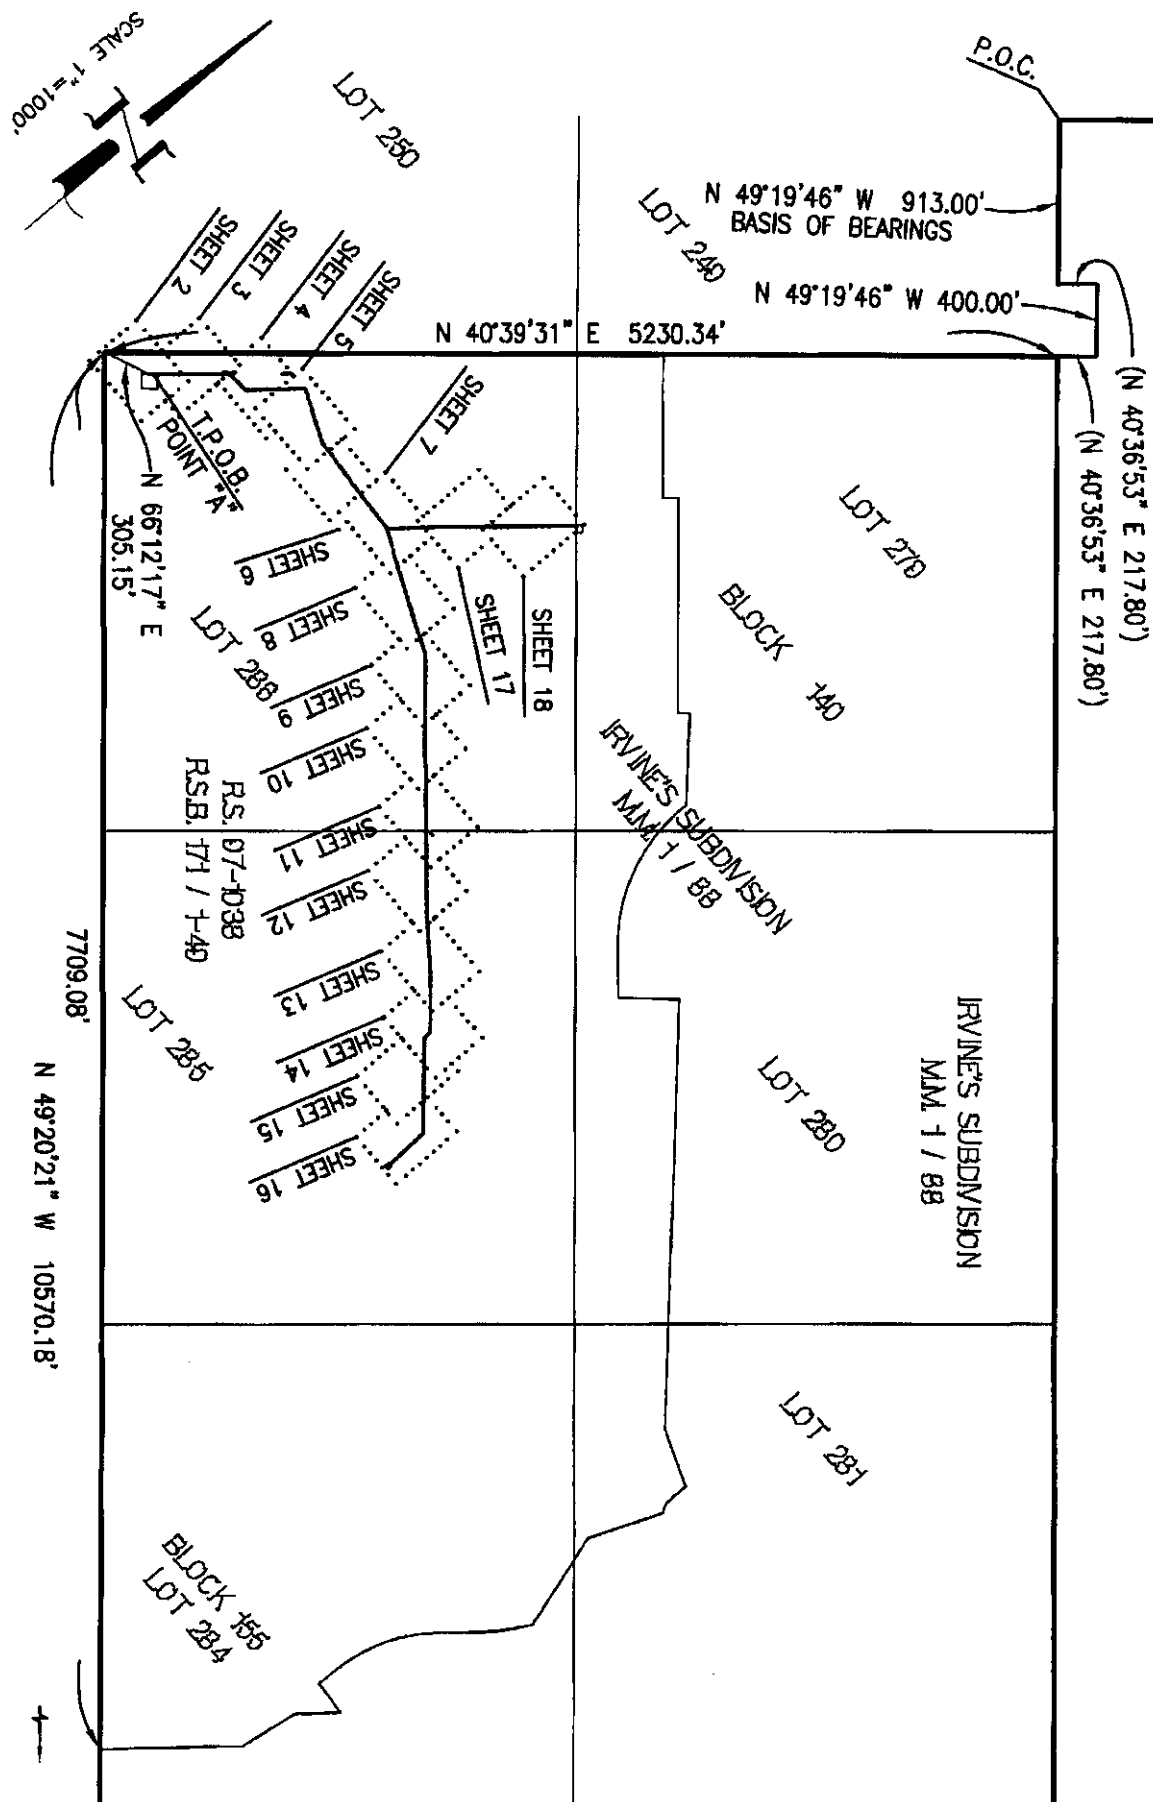 SCALE 1"=1000'
LOT 250
P.O.C.
N 49°19'46" W 913.00'
BASIS OF BEARINGS
LOT 240
N 49°19'46" W 400.00'
(N 40°36'53" E 217.80')
(N 40°36'53" E 217.80')
SHEET 2
SHEET 3
SHEET 4
SHEET 5
N 40°39'31" E 5230.34'
SHEET 7
T.P.O.B.
POINT "A"
N 66°12'17" E
305.15'
LOT 270
SHEET 6
SHEET 17
SHEET 18
BLOCK 140
SHEET 8
LOT 288
SHEET 9
SHEET 10
IRVINE'S SUBDIVISION
M.M. 1 / 88
R.S. 97-1038
R.S.B. 171 / 1-40
SHEET 11
SHEET 12
SHEET 13
SHEET 14
SHEET 15
SHEET 16
7709.08'
LOT 285
LOT 280
IRVINE'S SUBDIVISION
M.M. 1 / 88
N 49°20'21" W 10570.18'
LOT 281
BLOCK 155
LOT 284